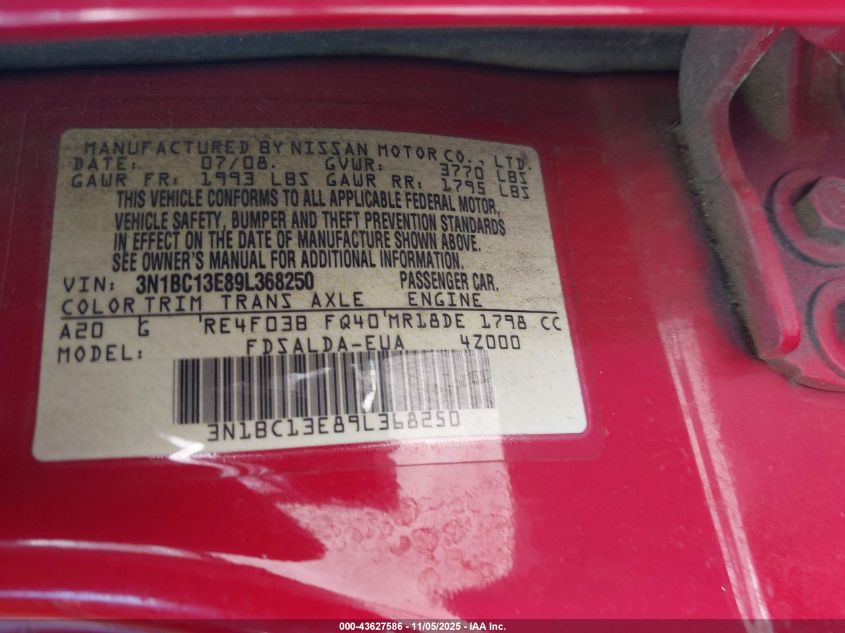 MANUFACTURED BY NISSAN MOTOR CO., LTD.
DATE: 07/08. GVWR: 3770 LBS
GAWR FR: 1993 LBS GAWR RR: 1795 LBS
THIS VEHICLE CONFORMS TO ALL APPLICABLE FEDERAL MOTOR
VEHICLE SAFETY, BUMPER AND THEFT PREVENTION STANDARDS
IN EFFECT ON THE DATE OF MANUFACTURE SHOWN ABOVE.
SEE OWNER'S MANUAL FOR ADDITIONAL INFORMATION.
VIN: 3N1BC13E89L368250 PASSENGER CAR.
COLOR TRIM TRANS AXLE ENGINE
A20 G RE4F03B FQ40 MR18DE 1798 CC
MODEL: FDSALDA-EUA 4Z000
3N1BC13E89L368250
000-43627586 - 11/05/2025 - IAA Inc.